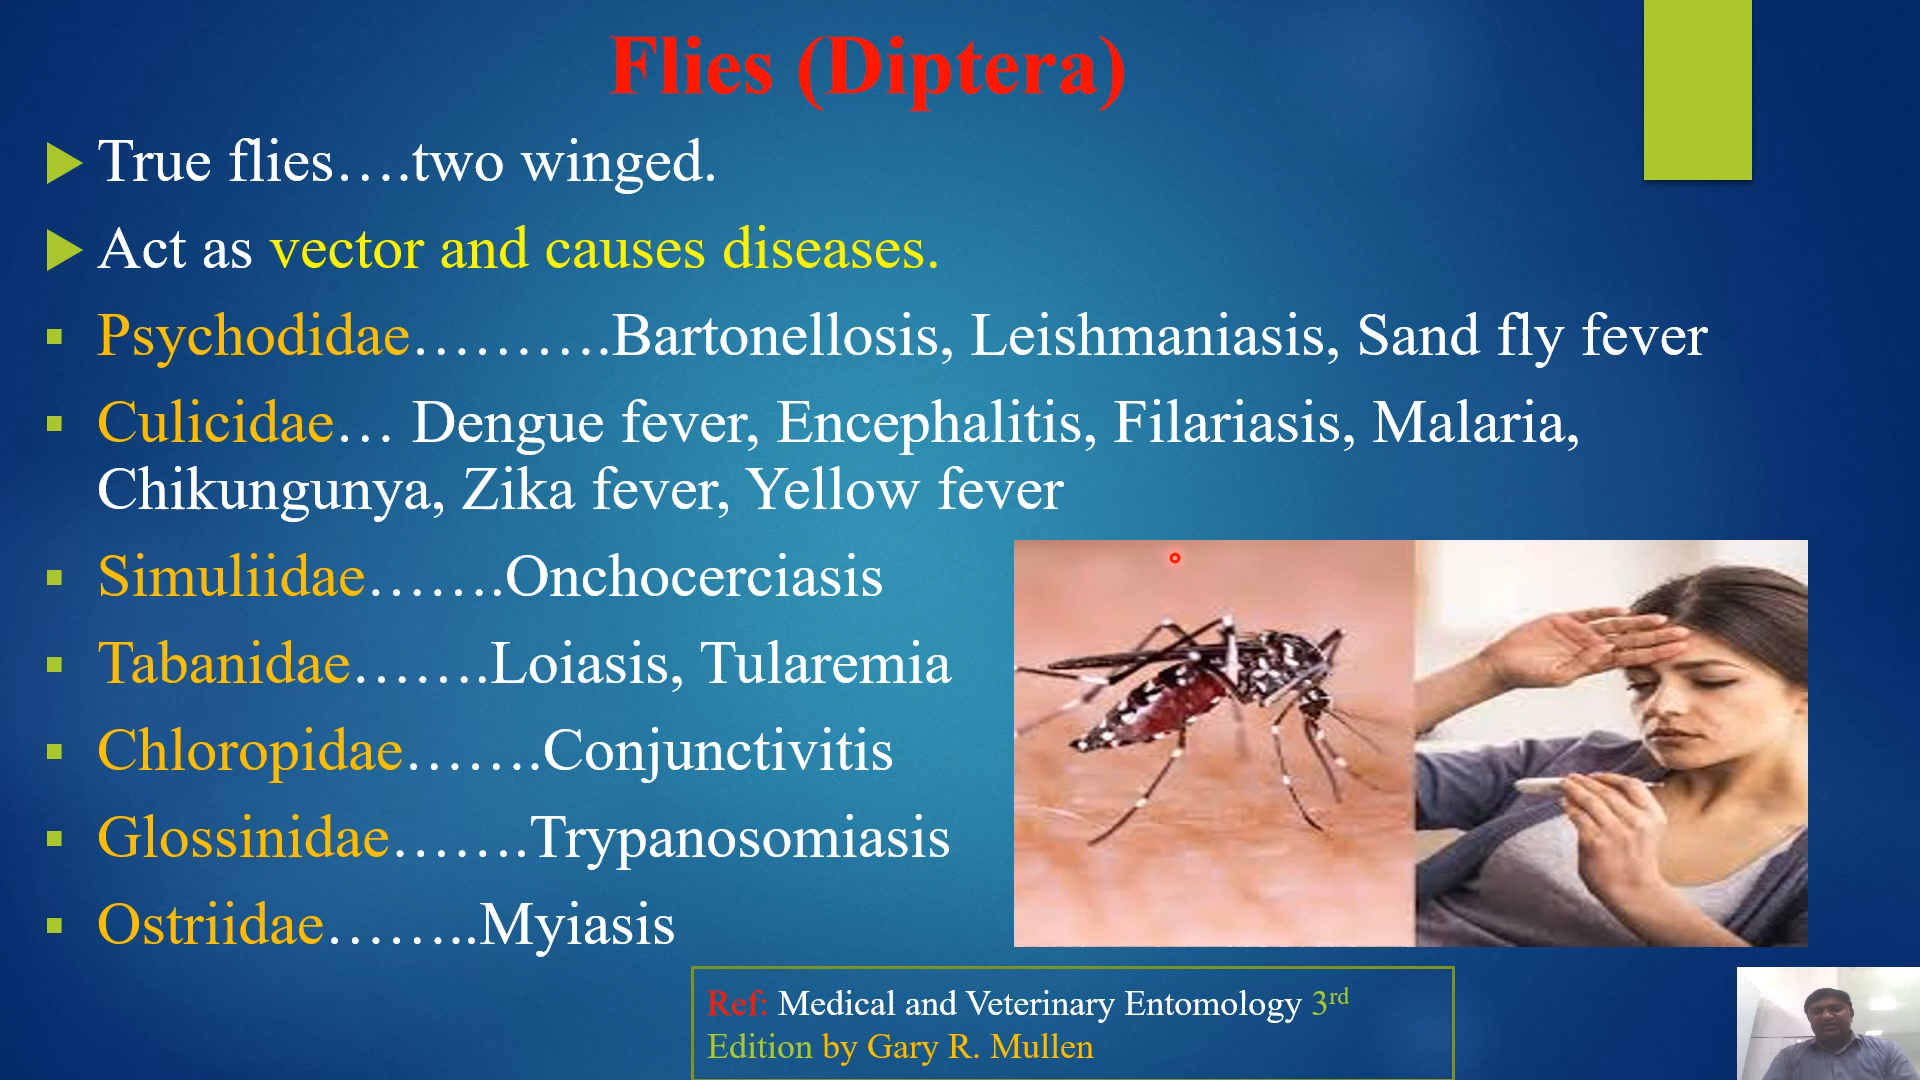 Flies (Diptera)
True flies….two winged.
Act as vector and causes diseases.
Psychodidae……….Bartonellosis, Leishmaniasis, Sand fly fever
Culicidae… Dengue fever, Encephalitis, Filariasis, Malaria,
Chikungunya, Zika fever, Yellow fever
Simuliidae…….Onchocerciasis
Tabanidae…….Loiasis, Tularemia
Chloropidae…….Conjunctivitis
Glossinidae…….Trypanosomiasis
Ostriidae……..Myiasis
Ref: Medical and Veterinary Entomology 3rd
Edition by Gary R. Mullen